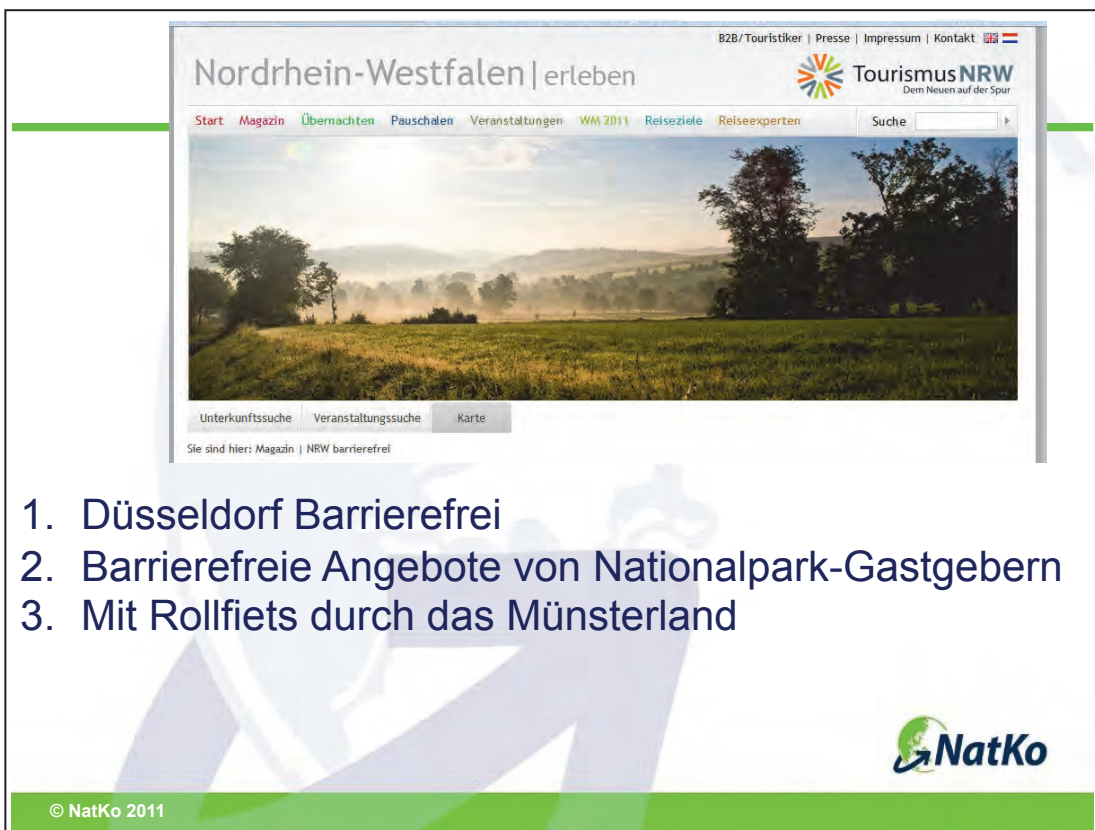 B2B/Touristiker | Presse | Impressum | Kontakt
Nordrhein-Westfalen | erleben
TourismusNRW
Dem Neuen auf der Spur
Start Magazin Übernachten Pauschalen Veranstaltungen WM 2011 Reiseziele Reiseexperten Suche
Unterkunftssuche Veranstaltungssuche Karte
Sie sind hier: Magazin | NRW barrierefrei
1. Düsseldorf Barrierefrei
2. Barrierefreie Angebote von Nationalpark-Gastgebern
3. Mit Rollfiets durch das Münsterland
NatKo
© NatKo 2011